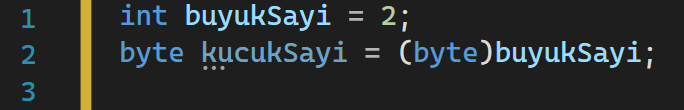 1 int buyukSayi = 2;
2 byte kucukSayi = (byte)buyukSayi;
3